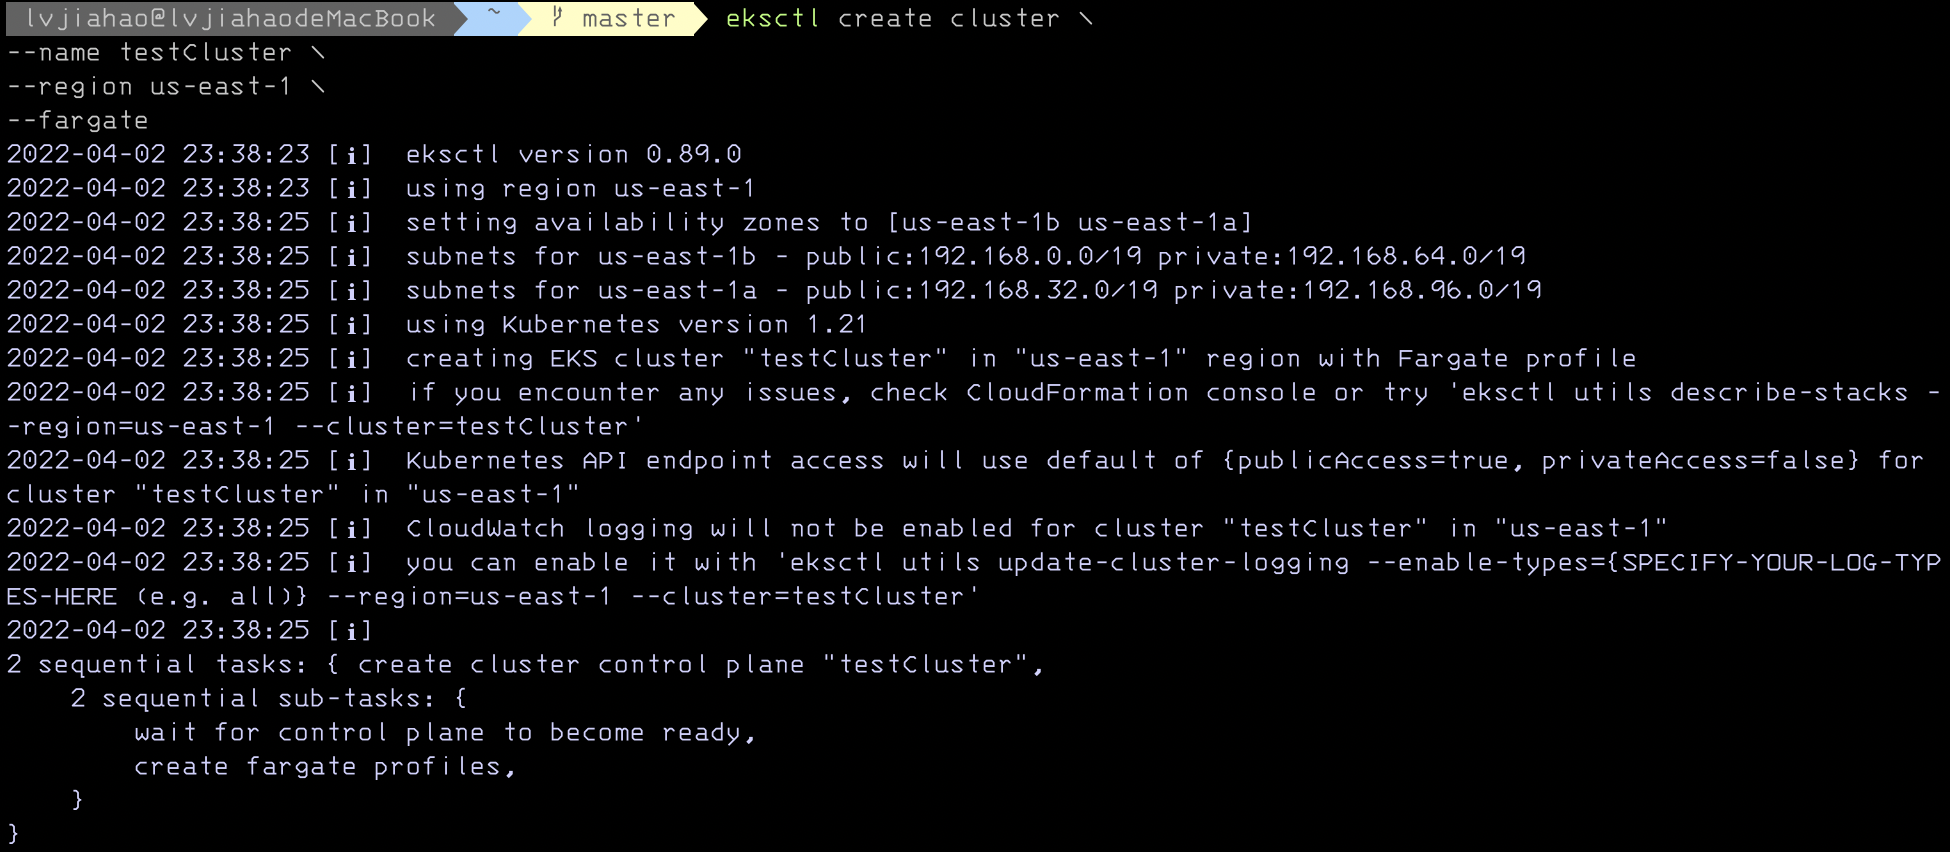 lvjiahao@lvjiahaodeMacBook ~ master eksctl create cluster \
--name testCluster \
--region us-east-1 \
--fargate
2022-04-02 23:38:23 [ℹ]  eksctl version 0.89.0
2022-04-02 23:38:23 [ℹ]  using region us-east-1
2022-04-02 23:38:25 [ℹ]  setting availability zones to [us-east-1b us-east-1a]
2022-04-02 23:38:25 [ℹ]  subnets for us-east-1b - public:192.168.0.0/19 private:192.168.64.0/19
2022-04-02 23:38:25 [ℹ]  subnets for us-east-1a - public:192.168.32.0/19 private:192.168.96.0/19
2022-04-02 23:38:25 [ℹ]  using Kubernetes version 1.21
2022-04-02 23:38:25 [ℹ]  creating EKS cluster "testCluster" in "us-east-1" region with Fargate profile
2022-04-02 23:38:25 [ℹ]  if you encounter any issues, check CloudFormation console or try 'eksctl utils describe-stacks -
-region=us-east-1 --cluster=testCluster'
2022-04-02 23:38:25 [ℹ]  Kubernetes API endpoint access will use default of {publicAccess=true, privateAccess=false} for
cluster "testCluster" in "us-east-1"
2022-04-02 23:38:25 [ℹ]  CloudWatch logging will not be enabled for cluster "testCluster" in "us-east-1"
2022-04-02 23:38:25 [ℹ]  you can enable it with 'eksctl utils update-cluster-logging --enable-types={SPECIFY-YOUR-LOG-TYP
ES-HERE (e.g. all)} --region=us-east-1 --cluster=testCluster'
2022-04-02 23:38:25 [ℹ]
2 sequential tasks: { create cluster control plane "testCluster",
    2 sequential sub-tasks: {
        wait for control plane to become ready,
        create fargate profiles,
    }
}